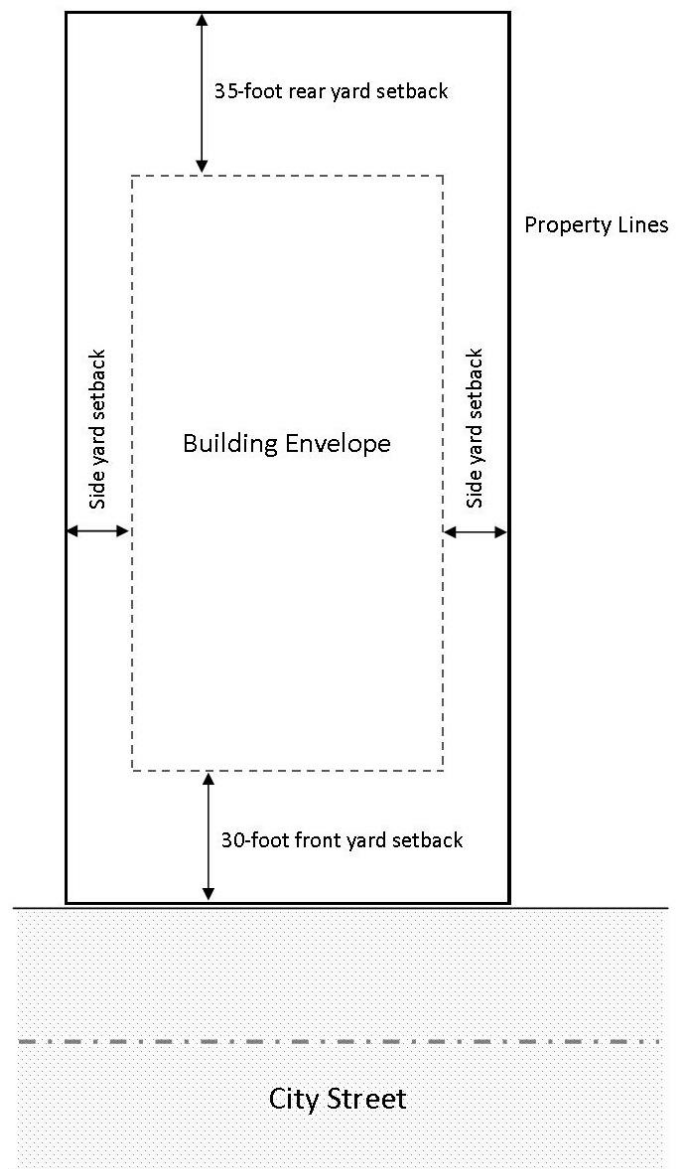 35-foot rear yard setback
Property Lines
Side yard setback
Building Envelope
Side yard setback
30-foot front yard setback
City Street